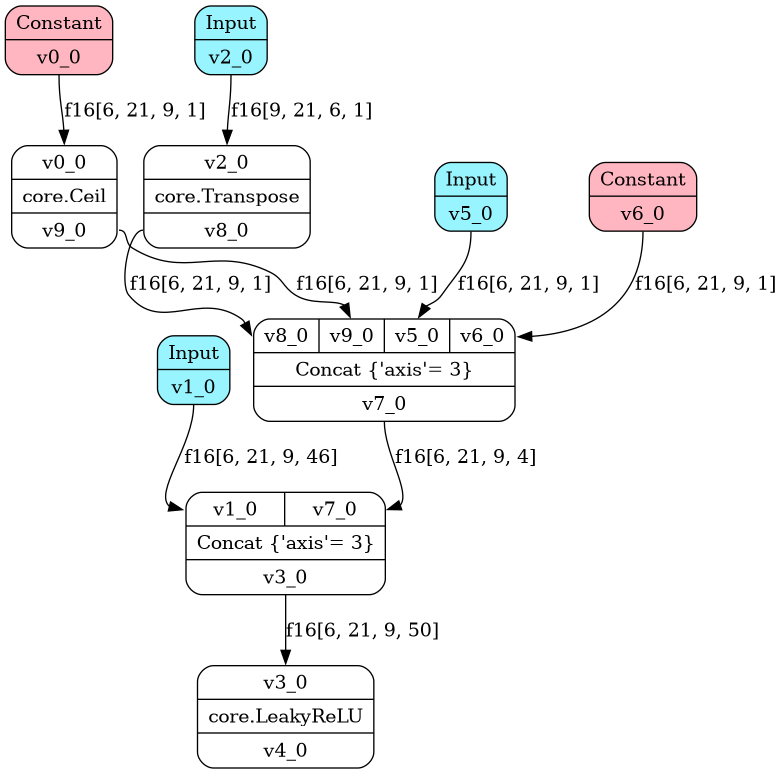 Constant
v0_0
Input
v2_0
f16[6, 21, 9, 1]
f16[9, 21, 6, 1]
v0_0
core.Ceil
v9_0
v2_0
core.Transpose
v8_0
Input
v5_0
Constant
v6_0
f16[6, 21, 9, 1]
f16[6, 21, 9, 1]
f16[6, 21, 9, 1]
f16[6, 21, 9, 1]
v8_0 v9_0 v5_0 v6_0
Concat {'axis'= 3}
v7_0
Input
v1_0
f16[6, 21, 9, 46]
f16[6, 21, 9, 4]
v1_0 v7_0
Concat {'axis'= 3}
v3_0
f16[6, 21, 9, 50]
v3_0
core.LeakyReLU
v4_0